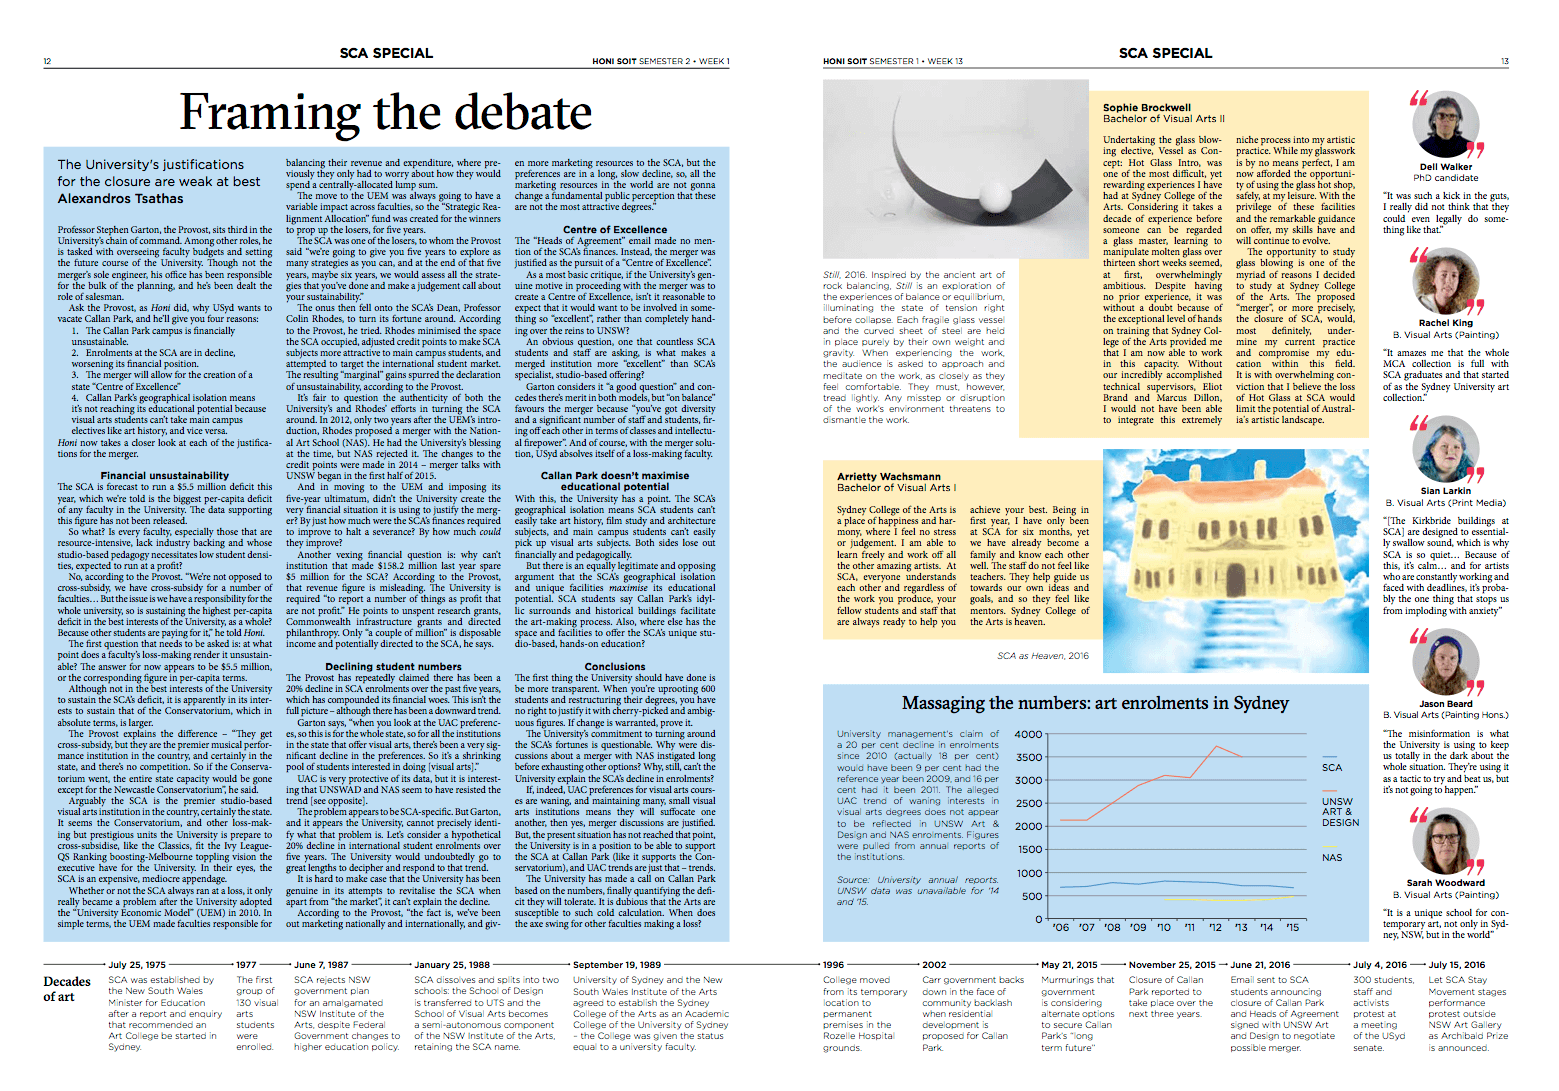 12
SCA SPECIAL
HONI SOIT SEMESTER 2 • WEEK 1
Framing the debate
The University's justifications
for the closure are weak at best
Alexandros Tsathas
Professor Stephen Garton, the Provost, sits third in the
University's chain of command. Among other roles, he
is tasked with overseeing faculty budgets and setting
the future course of the University. Though not the
merger's sole engineer, his office has been responsible
for the bulk of the planning, and he's been dealt the
role of salesman.
Ask the Provost, as Honi did, why USyd wants to
vacate Callan Park, and he'll give you four reasons:
1. The Callan Park campus is financially
unsustainable.
2. Enrolments at the SCA are in decline,
worsening its financial position.
3. The merger will allow for the creation of a
state "Centre of Excellence"
4. Callan Park's geographical isolation means
it's not reaching its educational potential because
visual arts students can't take main campus
electives like art history, and vice versa.
Honi now takes a closer look at each of the justifica-
tions for the merger.
Financial unsustainability
The SCA is forecast to run a $5.5 million deficit this
year, which we're told is the biggest per-capita deficit
of any faculty in the University. The data supporting
this figure has not been released.
So what? Is every faculty, especially those that are
resource-intensive, lack industry backing and whose
studio-based pedagogy necessitates low student densi-
ties, expected to run at a profit?
No, according to the Provost. "We're not opposed to
cross-subsidy, we have cross-subsidy for a number of
faculties… But the issue is we have a responsibility for the
whole university, so is sustaining the highest per-capita
deficit in the best interests of the University, as a whole?
Because other students are paying for it," he told Honi.
The first question that needs to be asked is: at what
point does a faculty's loss-making render it unsustain-
able? The answer for now appears to be $5.5 million,
or the corresponding figure in per-capita terms.
Although not in the best interests of the University
to sustain the SCA's deficit, it is apparently in its inter-
ests to sustain that of the Conservatorium, which in
absolute terms, is larger.
The Provost explains the difference – "They get
cross-subsidy, but they are the premier musical perfor-
mance institution in the country, and certainly in the
state, and there's no competition. So if the Conserva-
torium went, the entire state capacity would be gone
except for the Newcastle Conservatorium", he said.
Arguably the SCA is the premier studio-based
visual arts institution in the country, certainly the state.
It seems the Conservatorium, and other loss-mak-
ing but prestigious units the University is prepare to
cross-subsidise, like the Classics, fit the Ivy League-
QS Ranking boosting-Melbourne toppling vision the
executive have for the University. In their eyes, the
SCA is an expensive, mediocre appendage.
Whether or not the SCA always ran at a loss, it only
really became a problem after the University adopted
the "University Economic Model" (UEM) in 2010. In
simple terms, the UEM made faculties responsible for
balancing their revenue and expenditure, where pre-
viously they only had to worry about how they would
spend a centrally-allocated lump sum.
The move to the UEM was always going to have a
variable impact across faculties, so the "Strategic Rea-
lignment Allocation" fund was created for the winners
to prop up the losers, for five years.
The SCA was one of the losers, to whom the Provost
said "we're going to give you five years to explore as
many strategies as you can, and at the end of that five
years, maybe six years, we would assess all the strate-
gies that you've done and make a judgement call about
your sustainability."
The onus then fell onto the SCA's Dean, Professor
Colin Rhodes, to turn its fortune around. According
to the Provost, he tried. Rhodes minimised the space
the SCA occupied, adjusted credit points to make SCA
subjects more attractive to main campus students, and
attempted to target the international student market.
The resulting "marginal" gains spurred the declaration
of unsustainability, according to the Provost.
It's fair to question the authenticity of both the
University's and Rhodes' efforts in turning the SCA
around. In 2012, only two years after the UEM's intro-
duction, Rhodes proposed a merger with the Nation-
al Art School (NAS). He had the University's blessing
at the time, but NAS rejected it. The changes to the
credit points were made in 2014 – merger talks with
UNSW began in the first half of 2015.
And in moving to the UEM and imposing its
five-year ultimatum, didn't the University create the
very financial situation it is using to justify the merg-
er? By just how much were the SCA's finances required
to improve to halt a severance? By how much could
they improve?
Another vexing financial question is: why can't
institution that made $158.2 million last year spare
$5 million for the SCA? According to the Provost,
that revenue figure is misleading. The University is
required "to report a number of things as profit that
are not profit." He points to unspent research grants,
Commonwealth infrastructure grants and directed
philanthropy. Only "a couple of million" is disposable
income and potentially directed to the SCA, he says.
Declining student numbers
The Provost has repeatedly claimed there has been a
20% decline in SCA enrolments over the past five years,
which has compounded its financial woes. This isn't the
full picture – although there has been a downward trend.
Garton says, "when you look at the UAC preferenc-
es, so this is for the whole state, so for all the institutions
in the state that offer visual arts, there's been a very sig-
nificant decline in the preferences. So it's a shrinking
pool of students interested in doing [visual arts]."
UAC is very protective of its data, but it is interest-
ing that UNSWAD and NAS seem to have resisted the
trend [see opposite].
The problem appears to be SCA-specific. But Garton,
and it appears the University, cannot precisely identi-
fy what that problem is. Let's consider a hypothetical
20% decline in international student enrolments over
five years. The University would undoubtedly go to
great lengths to decipher and respond to that trend.
It is hard to make case that the University has been
genuine in its attempts to revitalise the SCA when
apart from "the market", it can't explain the decline.
According to the Provost, "the fact is, we've been
out marketing nationally and internationally, and giv-
en more marketing resources to the SCA, but the
preferences are in a long, slow decline, so, all the
marketing resources in the world are not gonna
change a fundamental public perception that these
are not the most attractive degrees."
Centre of Excellence
The "Heads of Agreement" email made no men-
tion of the SCA's finances. Instead, the merger was
justified as the pursuit of a "Centre of Excellence".
As a most basic critique, if the University's gen-
uine motive in proceeding with the merger was to
create a Centre of Excellence, isn't it reasonable to
expect that it would want to be involved in some-
thing so "excellent", rather than completely hand-
ing over the reins to UNSW?
An obvious question, one that countless SCA
students and staff are asking, is what makes a
merged institution more "excellent" than SCA's
specialist, studio-based offering?
Garton considers it "a good question" and con-
cedes there's merit in both models, but "on balance"
favours the merger because "you've got diversity
and a significant number of staff and students, fir-
ing off each other in terms of classes and intellectu-
al firepower". And of course, with the merger solu-
tion, USyd absolves itself of a loss-making faculty.
Callan Park doesn't maximise
educational potential
With this, the University has a point. The SCA's
geographical isolation means SCA students can't
easily take art history, film study and architecture
subjects, and main campus students can't easily
pick up visual arts subjects. Both sides lose out
financially and pedagogically.
But there is an equally legitimate and opposing
argument that the SCA's geographical isolation
and unique facilities maximise its educational
potential. SCA students say Callan Park's idyl-
lic surrounds and historical buildings facilitate
the art-making process. Also, where else has the
space and facilities to offer the SCA's unique stu-
dio-based, hands-on education?
Conclusions
The first thing the University should have done is
be more transparent. When you're uprooting 600
students and restructuring their degrees, you have
no right to justify it with cherry-picked and ambig-
uous figures. If change is warranted, prove it.
The University's commitment to turning around
the SCA's fortunes is questionable. Why were dis-
cussions about a merger with NAS instigated long
before exhausting other options? Why, still, can't the
University explain the SCA's decline in enrolments?
If, indeed, UAC preferences for visual arts cours-
es are waning, and maintaining many, small visual
arts institutions means they will suffocate one
another, then yes, merger discussions are justified.
But, the present situation has not reached that point,
the University is in a position to be able to support
the SCA at Callan Park (like it supports the Con-
servatorium), and UAC trends are just that – trends.
The University has made a call on Callan Park
based on the numbers, finally quantifying the defi-
cit they will tolerate. It is dubious that the Arts are
susceptible to such cold calculation. When does
the axe swing for other faculties making a loss?
HONI SOIT SEMESTER 1 • WEEK 13
SCA SPECIAL
13
Still, 2016. Inspired by the ancient art of
rock balancing, Still is an exploration of
the experiences of balance or equilibrium,
illuminating the state of tension right
before collapse. Each fragile glass vessel
and the curved sheet of steel are held
in place purely by their own weight and
gravity. When experiencing the work,
the audience is asked to approach and
meditate on the work, as closely as they
feel comfortable. They must, however,
tread lightly. Any misstep or disruption
of the work's environment threatens to
dismantle the work.
Sophie Brockwell
Bachelor of Visual Arts II
Undertaking the glass blow-
ing elective, Vessel as Con-
cept: Hot Glass Intro, was
one of the most difficult, yet
rewarding experiences I have
had at Sydney College of the
Arts. Considering it takes a
decade of experience before
someone can be regarded
a glass master, learning to
manipulate molten glass over
thirteen short weeks seemed,
at first, overwhelmingly
ambitious. Despite having
no prior experience, it was
without a doubt because of
the exceptional level of hands
on training that Sydney Col-
lege of the Arts provided me
that I am now able to work
in this capacity. Without
our incredibly accomplished
technical supervisors, Eliot
Brand and Marcus Dillon,
I would not have been able
to integrate this extremely
niche process into my artistic
practice. While my glasswork
is by no means perfect, I am
now afforded the opportuni-
ty of using the glass hot shop,
safely, at my leisure. With the
privilege of these facilities
and the remarkable guidance
on offer, my skills have and
will continue to evolve.
The opportunity to study
glass blowing is one of the
myriad of reasons I decided
to study at Sydney College
of the Arts. The proposed
"merger", or more precisely,
the closure of SCA, would,
most definitely, under-
mine my current practice
and compromise my edu-
cation within this field.
It is with overwhelming con-
viction that I believe the loss
of Hot Glass at SCA would
limit the potential of Austral-
ia's artistic landscape.
Arrietty Wachsmann
Bachelor of Visual Arts I
Sydney College of the Arts is
a place of happiness and har-
mony, where I feel no stress
or judgement. I am able to
learn freely and work off all
the other amazing artists. At
SCA, everyone understands
each other and regardless of
the work you produce, your
fellow students and staff that
are always ready to help you
achieve your best. Being in
first year, I have only been
at SCA for six months, yet
we have already become a
family and know each other
well. The staff do not feel like
teachers. They help guide us
towards our own ideas and
goals, and so they feel like
mentors. Sydney College of
the Arts is heaven.
SCA as Heaven, 2016
Massaging the numbers: art enrolments in Sydney
University management's claim of
a 20 per cent decline in enrolments
since 2010 (actually 18 per cent)
would have been 9 per cent had the
reference year been 2009, and 16 per
cent had it been 2011. The alleged
UAC trend of waning interests in
visual arts degrees does not appear
to be reflected in UNSW Art &
Design and NAS enrolments. Figures
were pulled from annual reports of
the institutions.
Source: University annual reports.
UNSW data was unavailable for '14
and '15.
4000
3500
3000
2500
2000
1500
1000
500
0
'06 '07 '08 '09 '10 '11 '12 '13 '14 '15
SCA
UNSW
ART &
DESIGN
NAS
Dell Walker
PhD candidate
"It was such a kick in the guts,
I really did not think that they
could even legally do some-
thing like that."
Rachel King
B. Visual Arts (Painting)
"It amazes me that the whole
MCA collection is full with
SCA graduates and that started
of as the Sydney University art
collection."
Sian Larkin
B. Visual Arts (Print Media)
"[The Kirkbride buildings at
SCA] are designed to essential-
ly swallow sound, which is why
SCA is so quiet… Because of
this, it's calm… and for artists
who are constantly working and
faced with deadlines, it's proba-
bly the one thing that stops us
from imploding with anxiety"
Jason Beard
B. Visual Arts (Painting Hons.)
"The misinformation is what
the University is using to keep
us totally in the dark about the
whole situation. They're using it
as a tactic to try and beat us, but
it's not going to happen."
Sarah Woodward
B. Visual Arts (Painting)
"It is a unique school for con-
temporary art, not only in Syd-
ney, NSW, but in the world"
Decades
of art
July 25, 1975
SCA was established by
the New South Wales
Minister for Education
after a report and enquiry
that recommended an
Art College be started in
Sydney.
1977
The first
group of
130 visual
arts
students
were
enrolled.
June 7, 1987
SCA rejects NSW
government plan
for an amalgamated
NSW Institute of the
Arts, despite Federal
Government changes to
higher education policy.
January 25, 1988
SCA dissolves and splits into two
schools: the School of Design
is transferred to UTS and the
School of Visual Arts becomes
a semi-autonomous component
of the NSW Institute of the Arts,
retaining the SCA name.
September 19, 1989
University of Sydney and the New
South Wales Institute of the Arts
agreed to establish the Sydney
College of the Arts as an Academic
College of the University of Sydney
– the College was given the status
equal to a university faculty.
1996
College moved
from its temporary
location to
permanent
premises in the
Rozelle Hospital
grounds.
2002
Carr government backs
down in the face of
community backlash
when residential
development is
proposed for Callan
Park.
May 21, 2015
Murmurings that
government
is considering
alternate options
to secure Callan
Park's "long
term future"
November 25, 2015
Closure of Callan
Park reported to
take place over the
next three years.
June 21, 2016
Email sent to SCA
students announcing
closure of Callan Park
and Heads of Agreement
signed with UNSW Art
and Design to negotiate
possible merger.
July 4, 2016
300 students,
staff and
activists
protest at
a meeting
of the USyd
senate.
July 15, 2016
Let SCA Stay
Movement stages
performance
protest outside
NSW Art Gallery
as Archibald Prize
is announced.